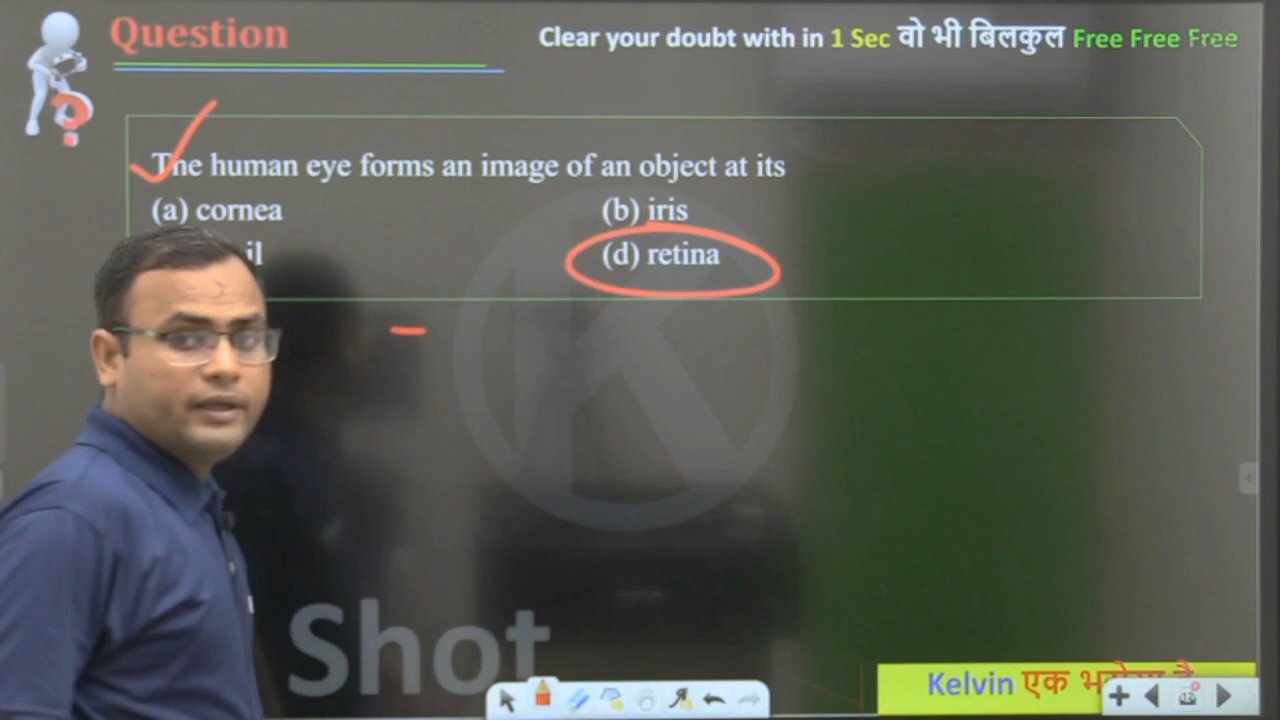 Question
Clear your doubt with in 1 Sec वो भी बिलकुल Free Free Free
The human eye forms an image of an object at its
(a) cornea
(b) iris
il
(d) retina
K
Shot
Kelvin एक